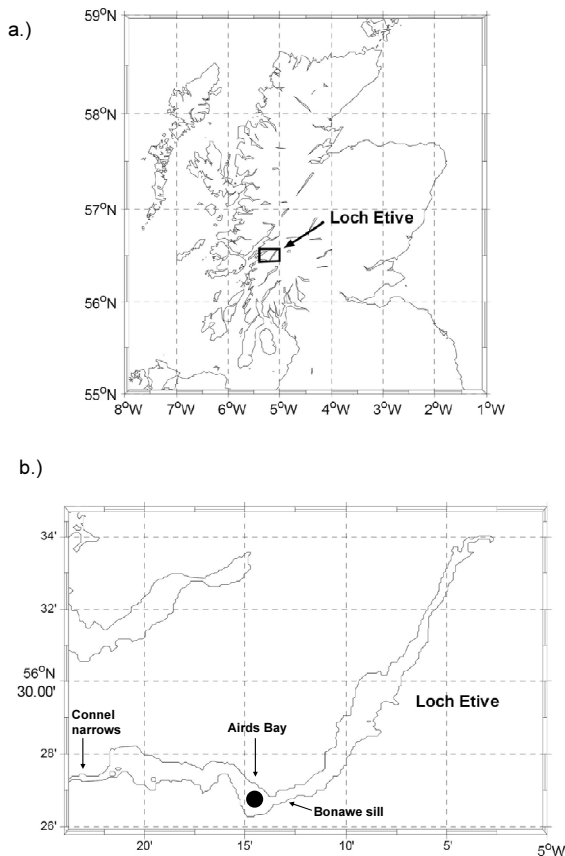 a.)
59°N
58°N
57°N
Loch Etive
56°N
55°N
8°W 7°W 6°W 5°W 4°W 3°W 2°W 1°W
b.)
34'
32'
56°N
30.00'
Loch Etive
Connel
narrows
Airds Bay
28'
Bonawe sill
26'
20' 15' 10' 5' 5°W